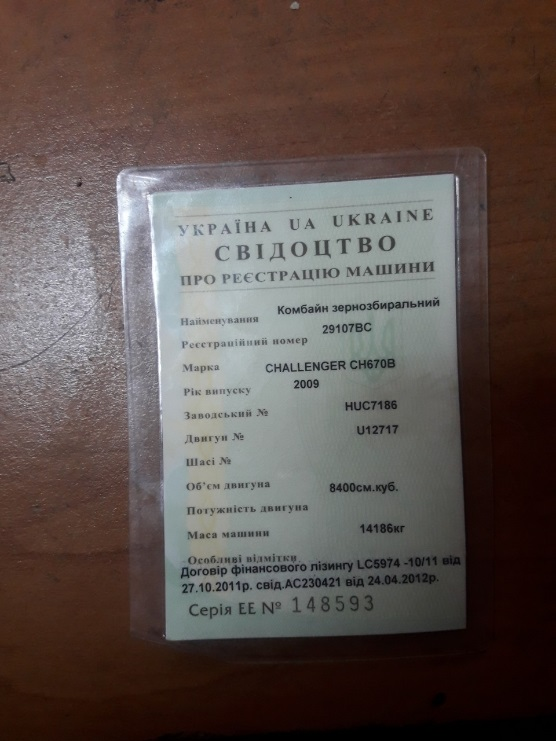 УКРАЇНА UA UKRAINE
СВІДОЦТВО
ПРО РЕЄСТРАЦІЮ МАШИНИ
Найменування Комбайн зернозбиральний
Реєстраційний номер 29107ВС
Марка CHALLENGER CH670B
Рік випуску 2009
Заводський № HUC7186
Двигун № U12717
Шасі №
Об'єм двигуна 8400см.куб.
Потужність двигуна
Маса машини 14186кг
Особливі відмітки
Договір фінансового лізингу LC5974 -10/11 від
27.10.2011р. свід.АС230421 від 24.04.2012р.
Серія ЕЕ № 148593